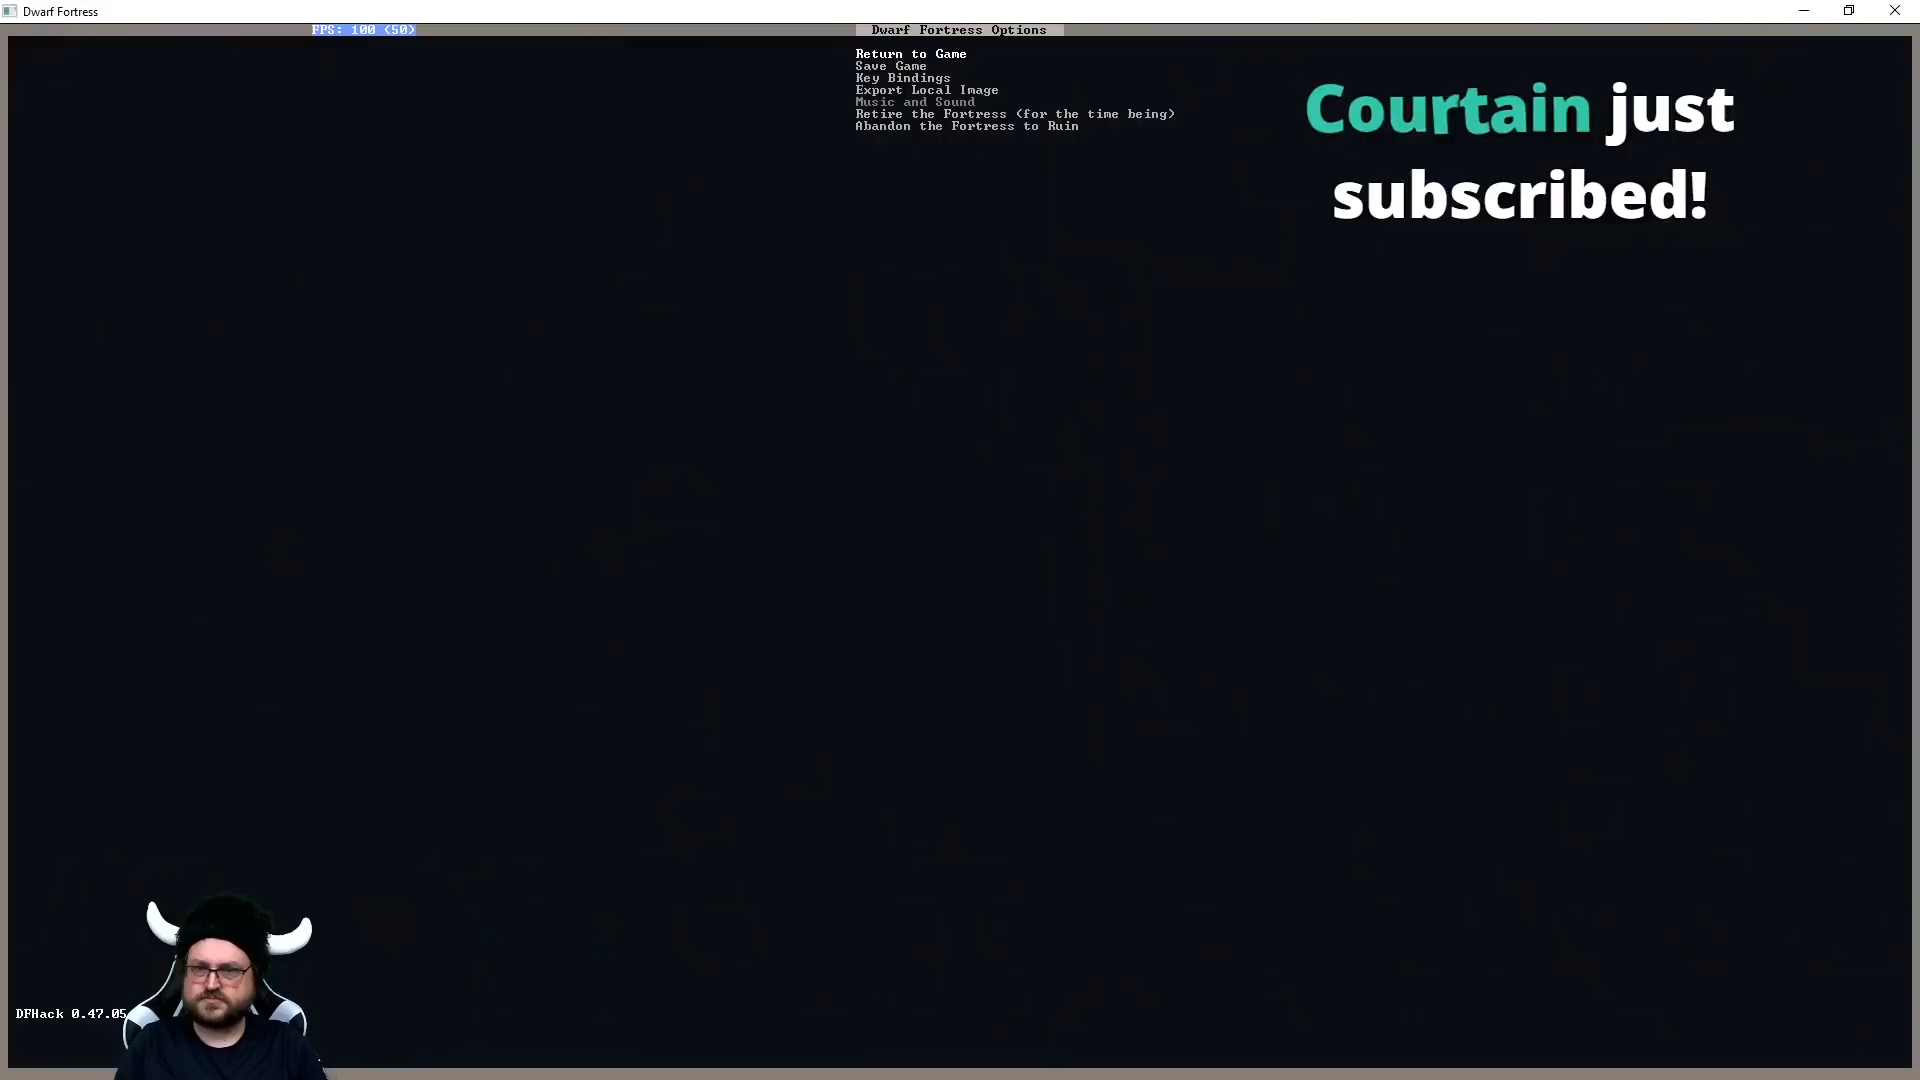 Dwarf Fortress
FPS: 100 (50)
Dwarf Fortress Options
Return to Game
Save Game
Key Bindings
Export Local Image
Music and Sound
Retire the Fortress (for the time being)
Abandon the Fortress to Ruin
Courtain just
subscribed!
DFHack 0.47.05